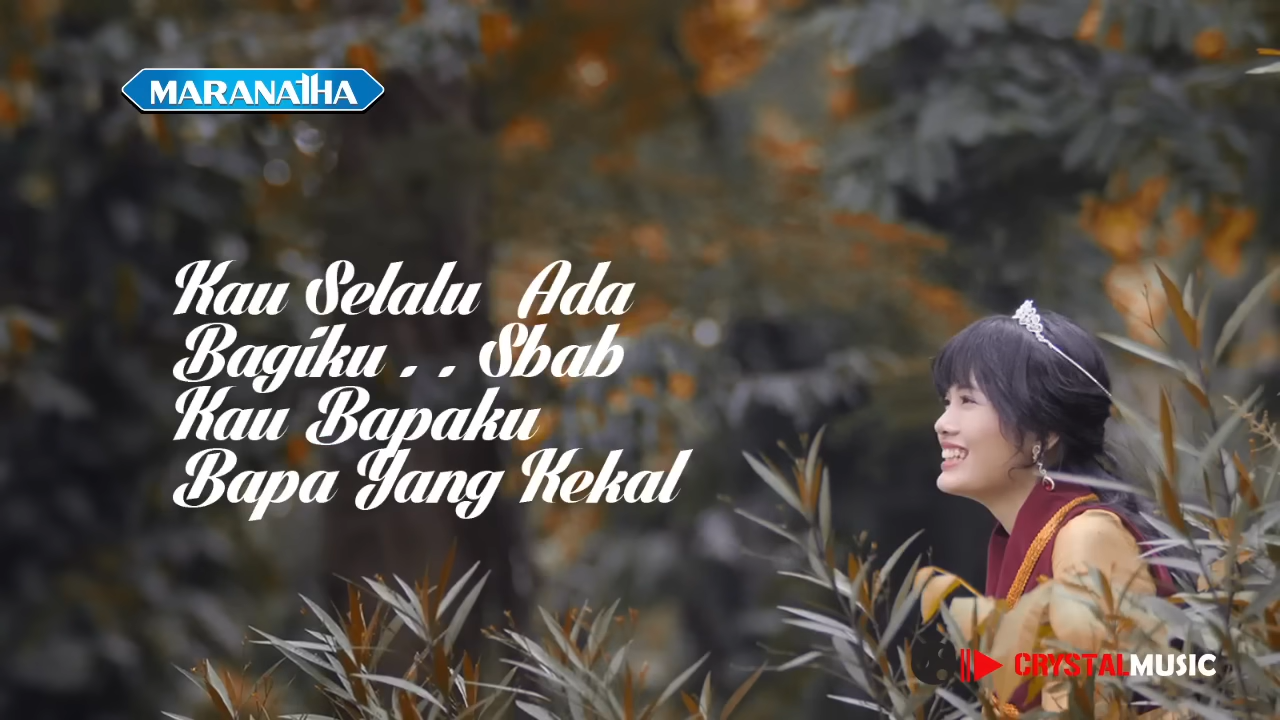 MARANATHA
Kau Selalu Ada
Bagiku . . Sbab
Kau Bapaku
Bapa Yang Kekal
CRYSTALMUSIC